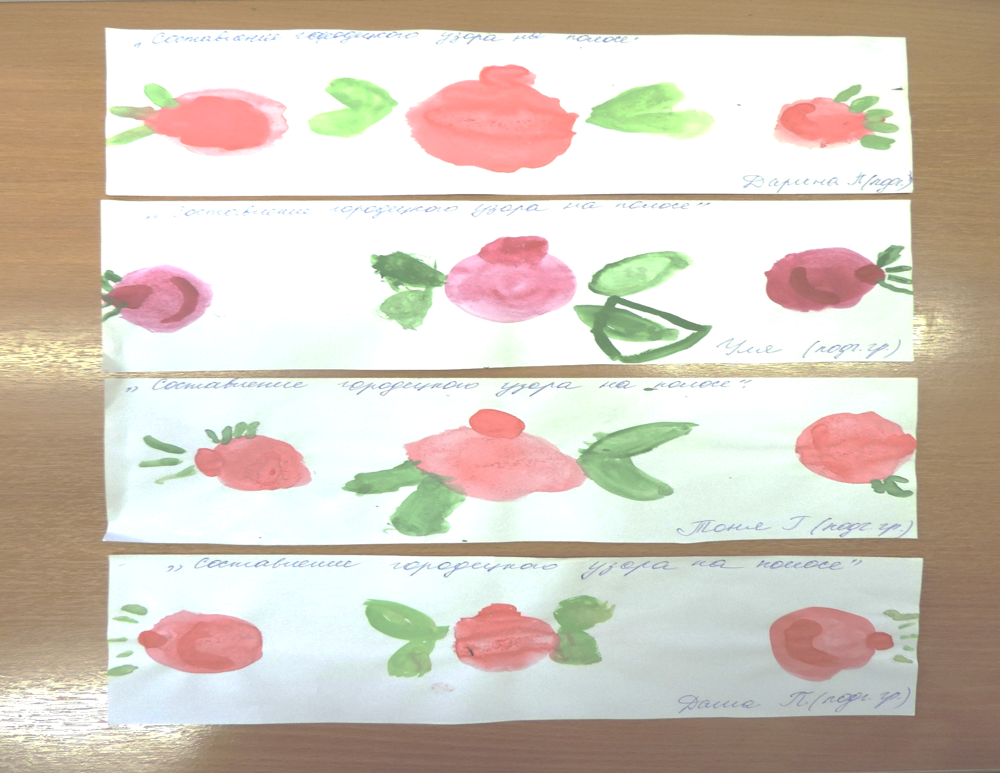 „Составление городецкого узора на полосе.
Дарина П (подг.)
„Составление городецкого узора на полосе"
Уля (подг. гр.)
„Составление городецкого узора на полосе".
Тоня Г (подг. гр.)
„Составление городецкого узора на полосе"
Даша П. (подг. гр.)